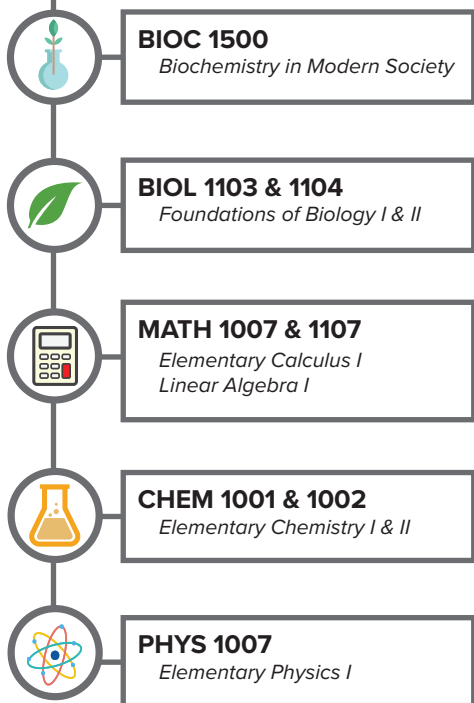 BIOC 1500
Biochemistry in Modern Society
BIOL 1103 & 1104
Foundations of Biology I & II
MATH 1007 & 1107
Elementary Calculus I
Linear Algebra I
CHEM 1001 & 1002
Elementary Chemistry I & II
PHYS 1007
Elementary Physics I